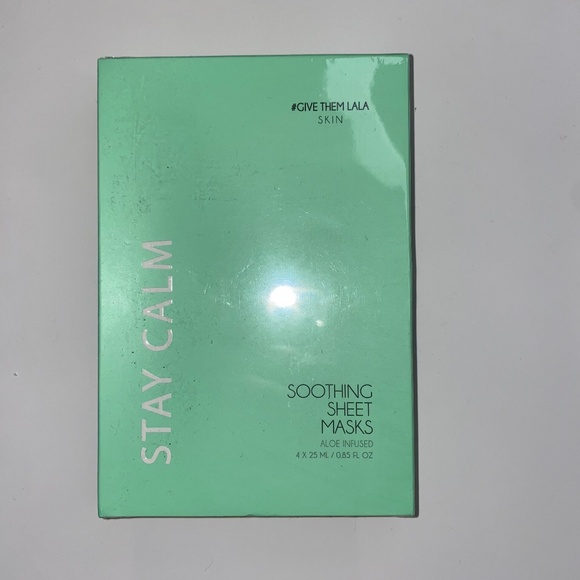 #GIVE THEM LALA
SKIN
STAY CALM
SOOTHING
SHEET
MASKS
ALOE INFUSED
4 X 25 ML / 0.85 FL OZ